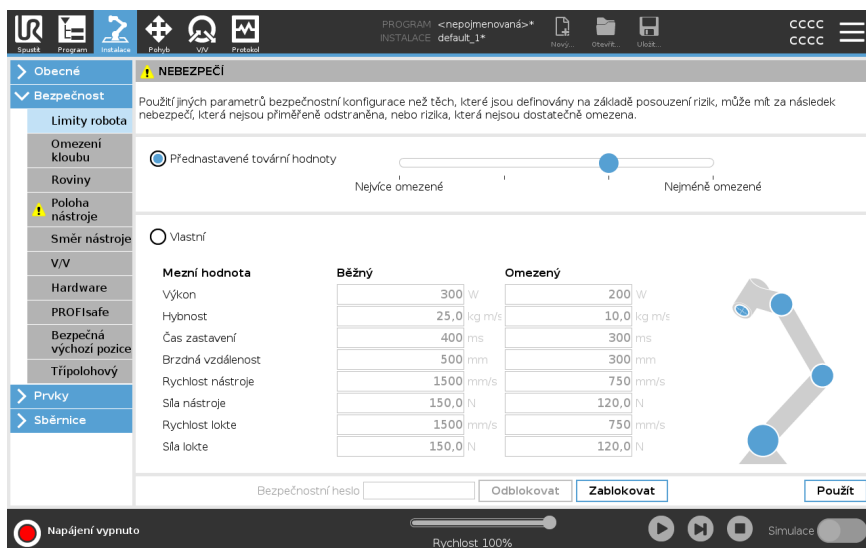 PROGRAM <nepojmenovaná>*
INSTALACE default_1*
Nový...
Otevřít...
Uložit...
CCCC
CCCC
Spustit
Program
Instalace
Pohyb
V/V
Protokol
Obecné
Bezpečnost
Limity robota
Omezení
kloubu
Roviny
Poloha
nástroje
Směr nástroje
V/V
Hardware
PROFIsafe
Bezpečná
výchozí pozice
Třípolohový
Prvky
Sběrnice
NEBEZPEČÍ
Použití jiných parametrů bezpečnostní konfigurace než těch, které jsou definovány na základě posouzení rizik, může mít za následek
nebezpečí, která nejsou přiměřeně odstraněna, nebo rizika, která nejsou dostatečně omezena.
Přednastavené tovární hodnoty
Nejvíce omezené
Nejméně omezené
Vlastní
Mezní hodnota Běžný Omezený
Výkon 300 W 200 W
Hybnost 25,0 kg m/s 10,0 kg m/s
Čas zastavení 400 ms 300 ms
Brzdná vzdálenost 500 mm 300 mm
Rychlost nástroje 1500 mm/s 750 mm/s
Síla nástroje 150,0 N 120,0 N
Rychlost lokte 1500 mm/s 750 mm/s
Síla lokte 150,0 N 120,0 N
Bezpečnostní heslo Odblokovat Zablokovat Použít
Napájení vypnuto
Rychlost 100%
Simulace